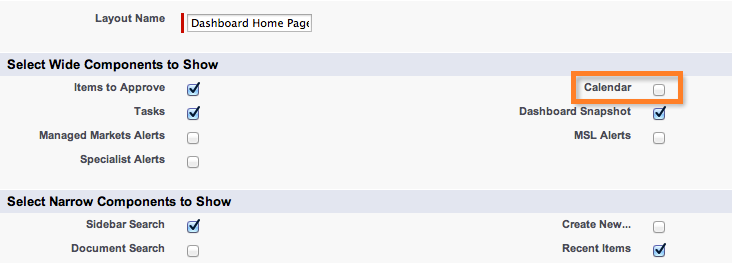 Layout Name Dashboard Home Page
Select Wide Components to Show
Items to Approve Calendar
Tasks Dashboard Snapshot
Managed Markets Alerts MSL Alerts
Specialist Alerts
Select Narrow Components to Show
Sidebar Search Create New...
Document Search Recent Items